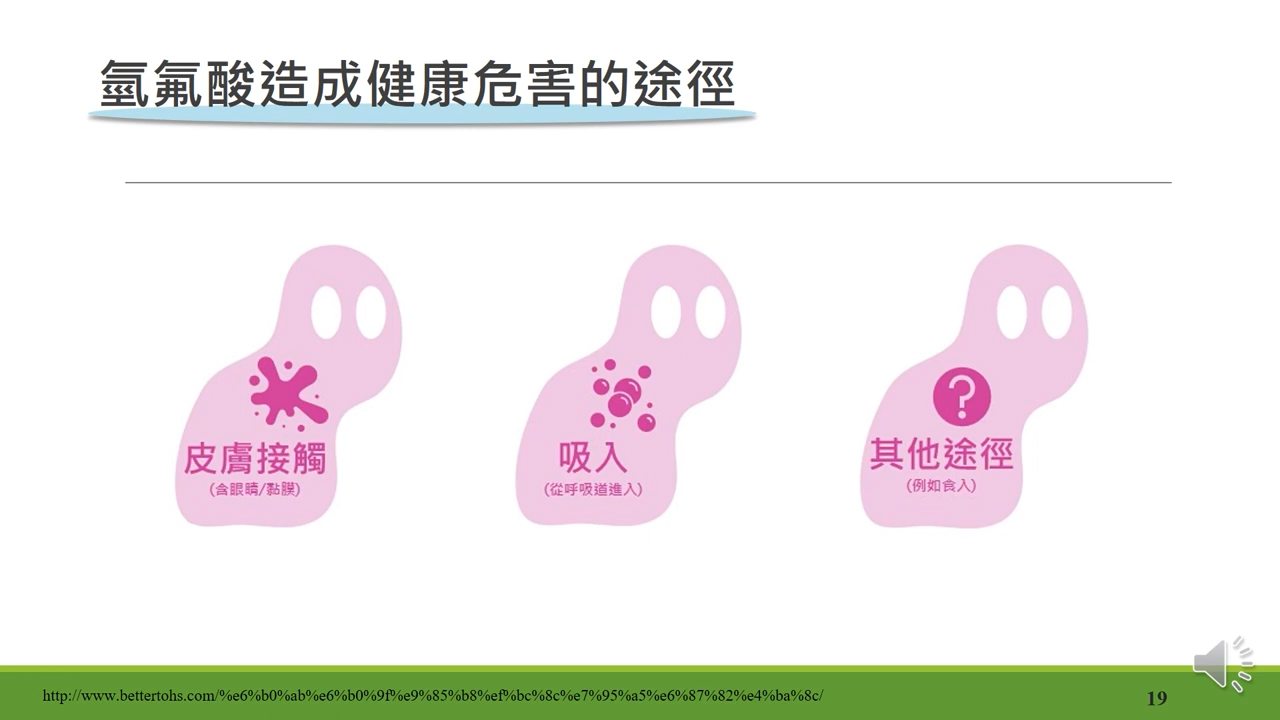 氫氟酸造成健康危害的途徑
皮膚接觸
(含眼睛/黏膜)
吸入
(從呼吸道進入)
?
其他途徑
(例如食入)
http://www.bettertohs.com/%e6%b0%ab%e6%b0%9f%e9%85%b8%ef%bc%8c%e7%95%a5%e6%87%82%e4%ba%8c/
19